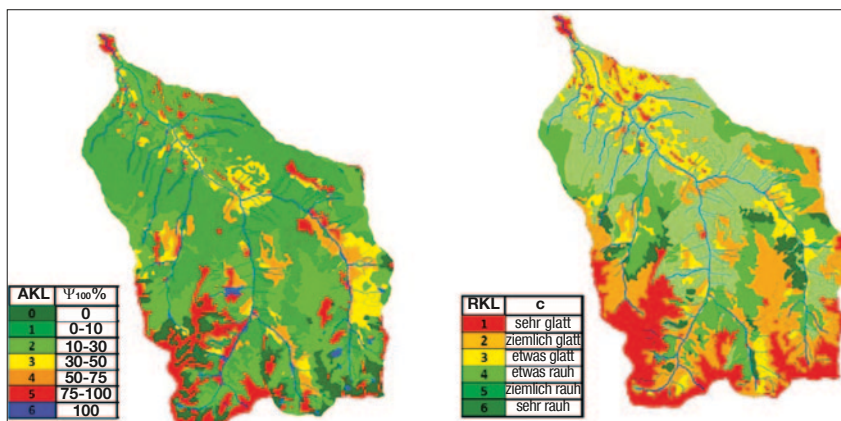 AKL Ψ100%
0 0
1 0-10
2 10-30
3 30-50
4 50-75
5 75-100
6 100
RKL c
1 sehr glatt
2 ziemlich glatt
3 etwas glatt
4 etwas rauh
5 ziemlich rauh
6 sehr rauh